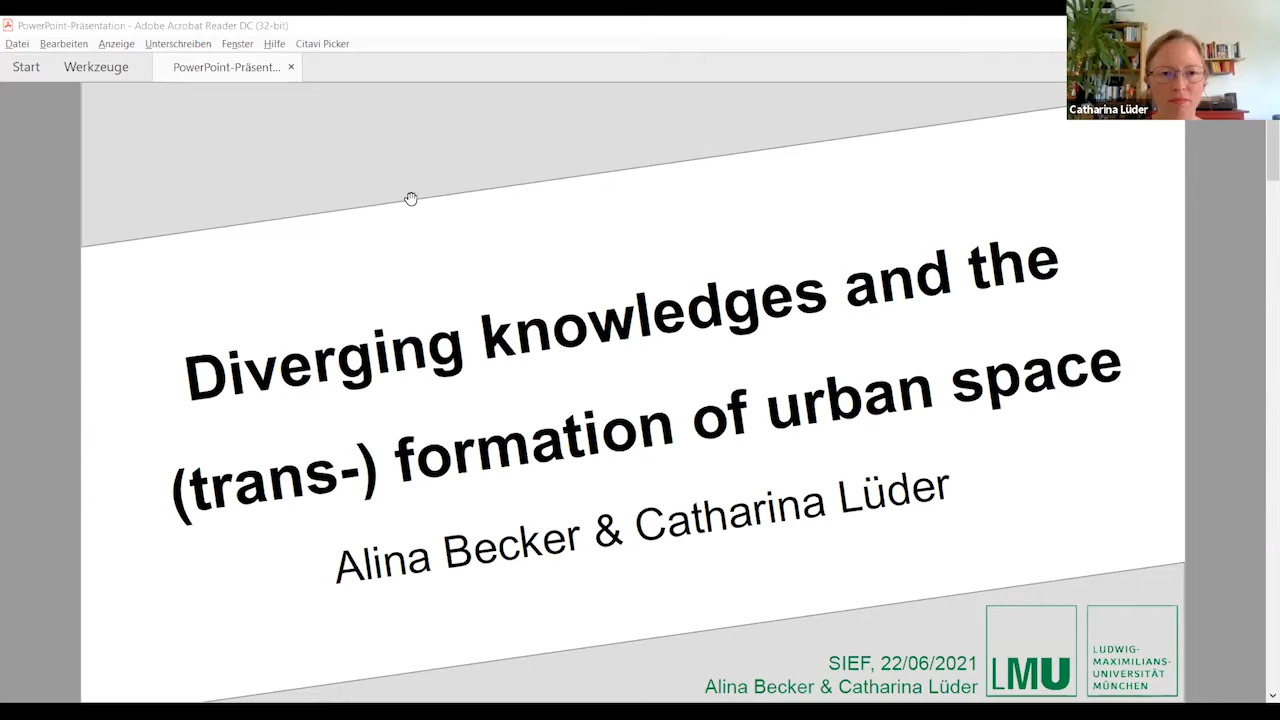 PowerPoint-Präsentation - Adobe Acrobat Reader DC (32-bit)
Datei Bearbeiten Anzeige Unterschreiben Fenster Hilfe Citavi Picker
Start Werkzeuge PowerPoint-Präsent... ×
Catharina Lüder
Diverging knowledges and the
(trans-) formation of urban space
Alina Becker & Catharina Lüder
SIEF, 22/06/2021
Alina Becker & Catharina Lüder
LMU
LUDWIG-
MAXIMILIANS-
UNIVERSITÄT
MÜNCHEN